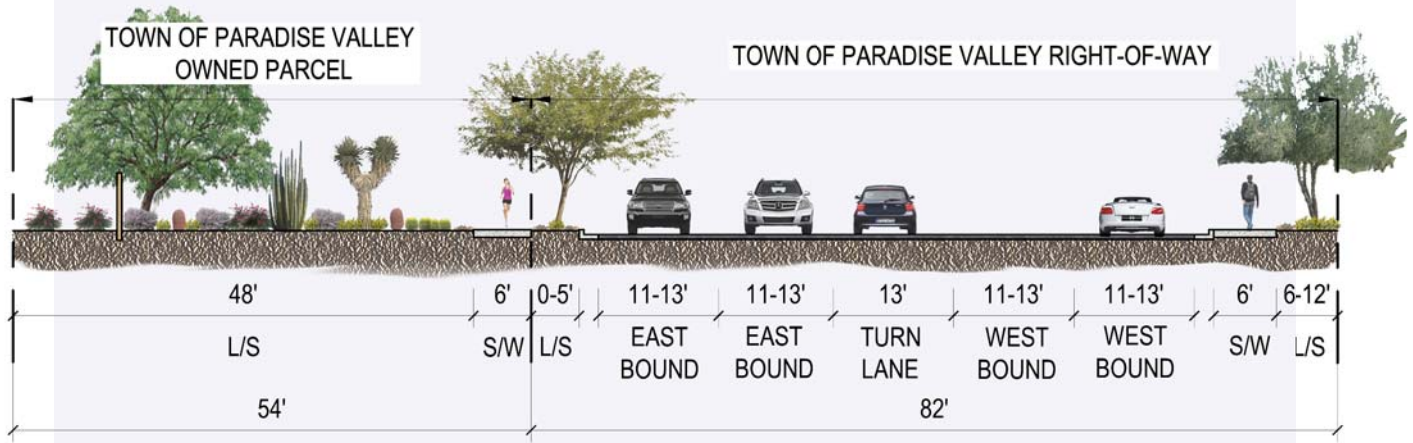 TOWN OF PARADISE VALLEY
OWNED PARCEL
TOWN OF PARADISE VALLEY RIGHT-OF-WAY
48' 6' 0-5' 11-13' 11-13' 13' 11-13' 11-13' 6' 6-12'
L/S S/W L/S EAST EAST TURN WEST WEST S/W L/S
BOUND BOUND LANE BOUND BOUND
54' 82'